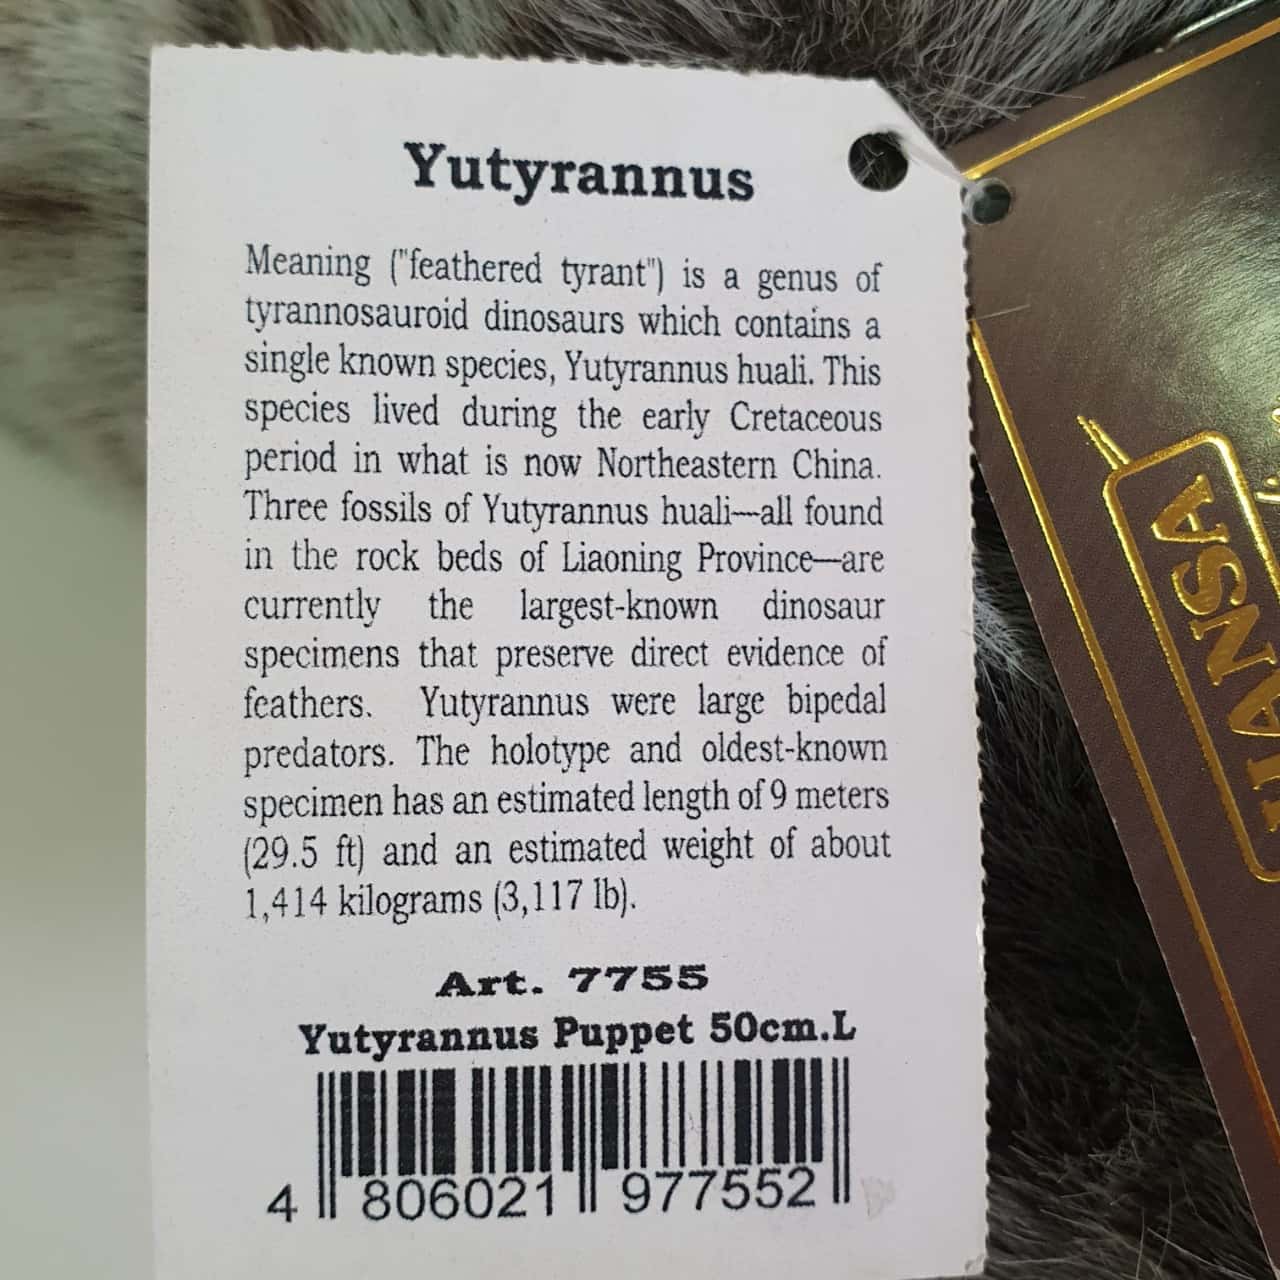 Yutyrannus
Meaning ("feathered tyrant") is a genus of
tyrannosauroid dinosaurs which contains a
single known species, Yutyrannus huali. This
species lived during the early Cretaceous
period in what is now Northeastern China.
Three fossils of Yutyrannus huali—all found
in the rock beds of Liaoning Province—are
currently the largest-known dinosaur
specimens that preserve direct evidence of
feathers. Yutyrannus were large bipedal
predators. The holotype and oldest-known
specimen has an estimated length of 9 meters
(29.5 ft) and an estimated weight of about
1,414 kilograms (3,117 lb).
Art. 7755
Yutyrannus Puppet 50cm.L
4 806021 977552
HANSA